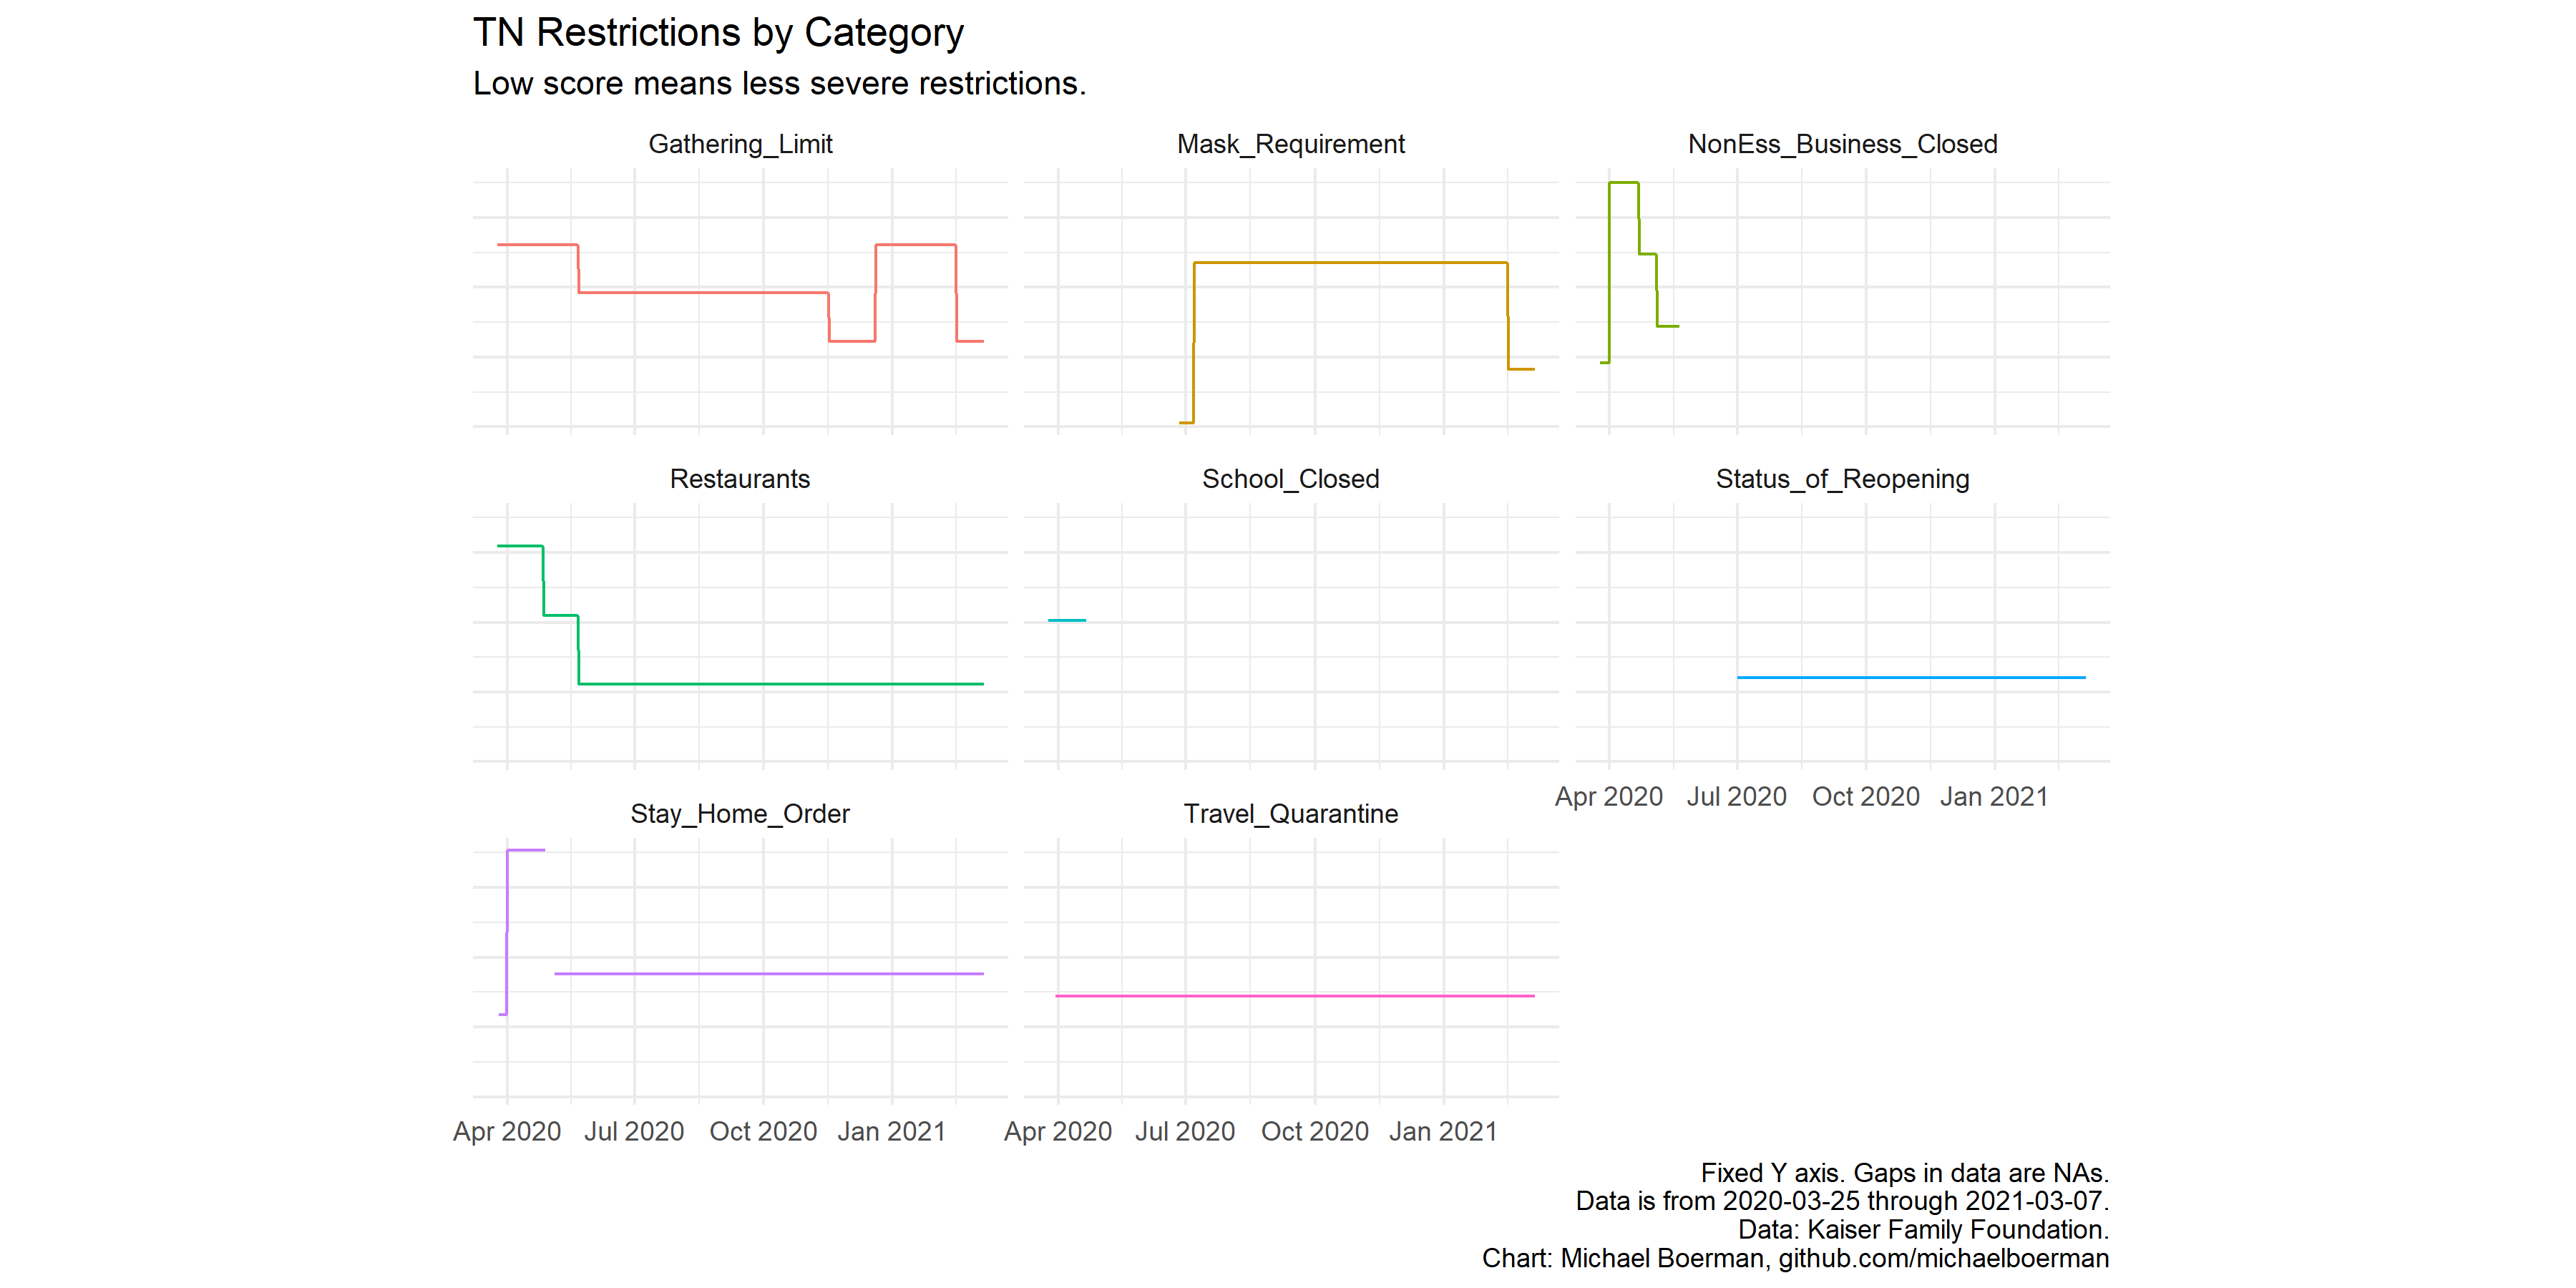 TN Restrictions by Category
Low score means less severe restrictions.
Gathering_Limit
Mask_Requirement
NonEss_Business_Closed
Restaurants
School_Closed
Status_of_Reopening
Apr 2020 Jul 2020 Oct 2020 Jan 2021
Stay_Home_Order
Travel_Quarantine
Apr 2020 Jul 2020 Oct 2020 Jan 2021
Apr 2020 Jul 2020 Oct 2020 Jan 2021
Fixed Y axis. Gaps in data are NAs.
Data is from 2020-03-25 through 2021-03-07.
Data: Kaiser Family Foundation.
Chart: Michael Boerman, github.com/michaelboerman